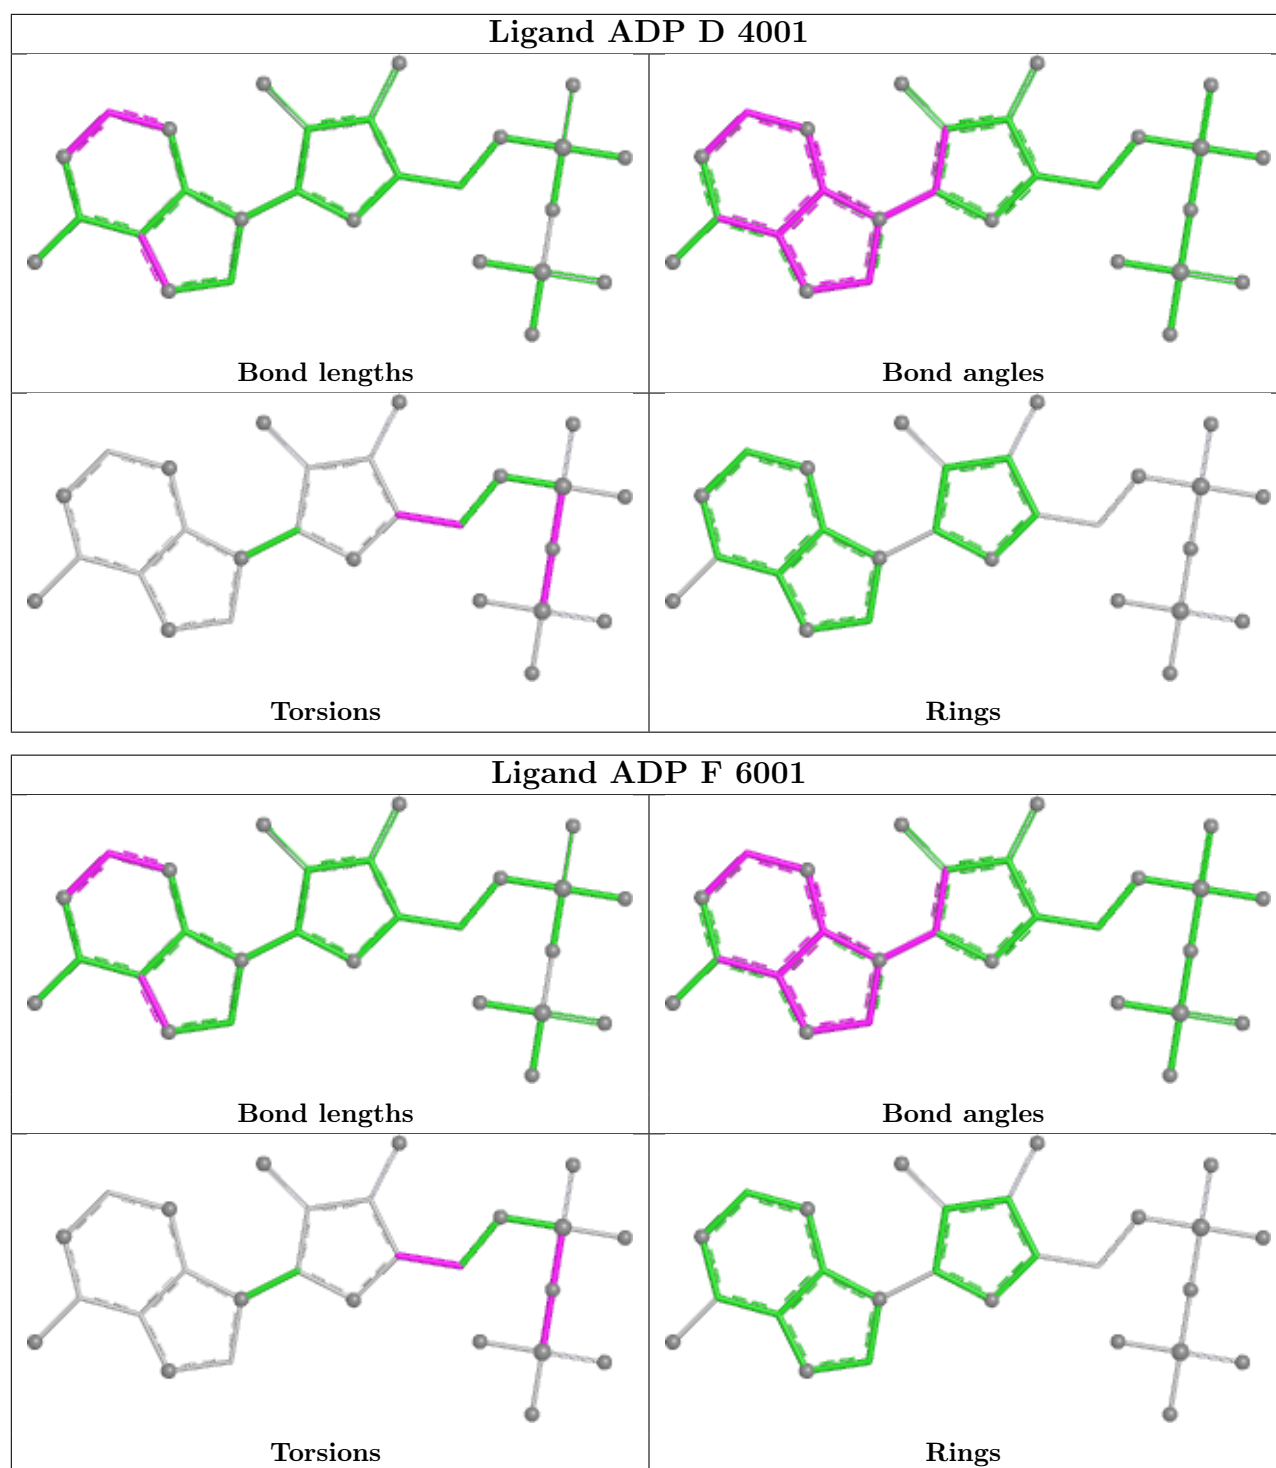 Ligand ADP D 4001
Bond lengths
Bond angles
Torsions
Rings
Ligand ADP F 6001
Bond lengths
Bond angles
Torsions
Rings